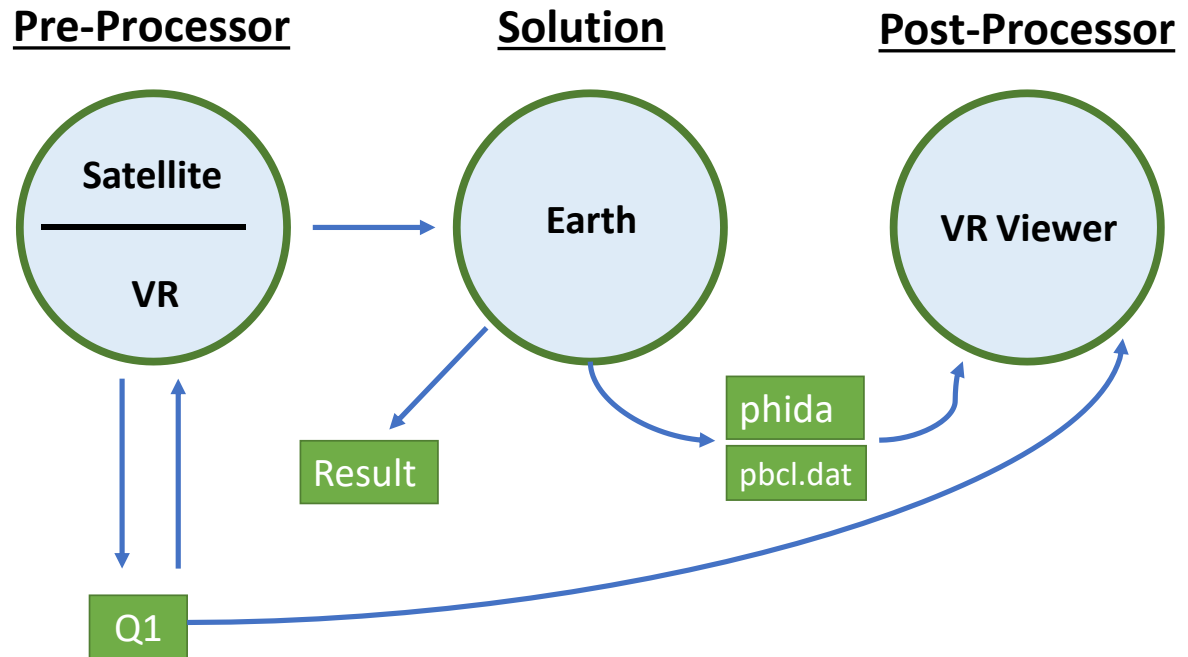 Pre-Processor
Solution
Post-Processor
Satellite
VR
Earth
VR Viewer
phida
pbcl.dat
Result
Q1